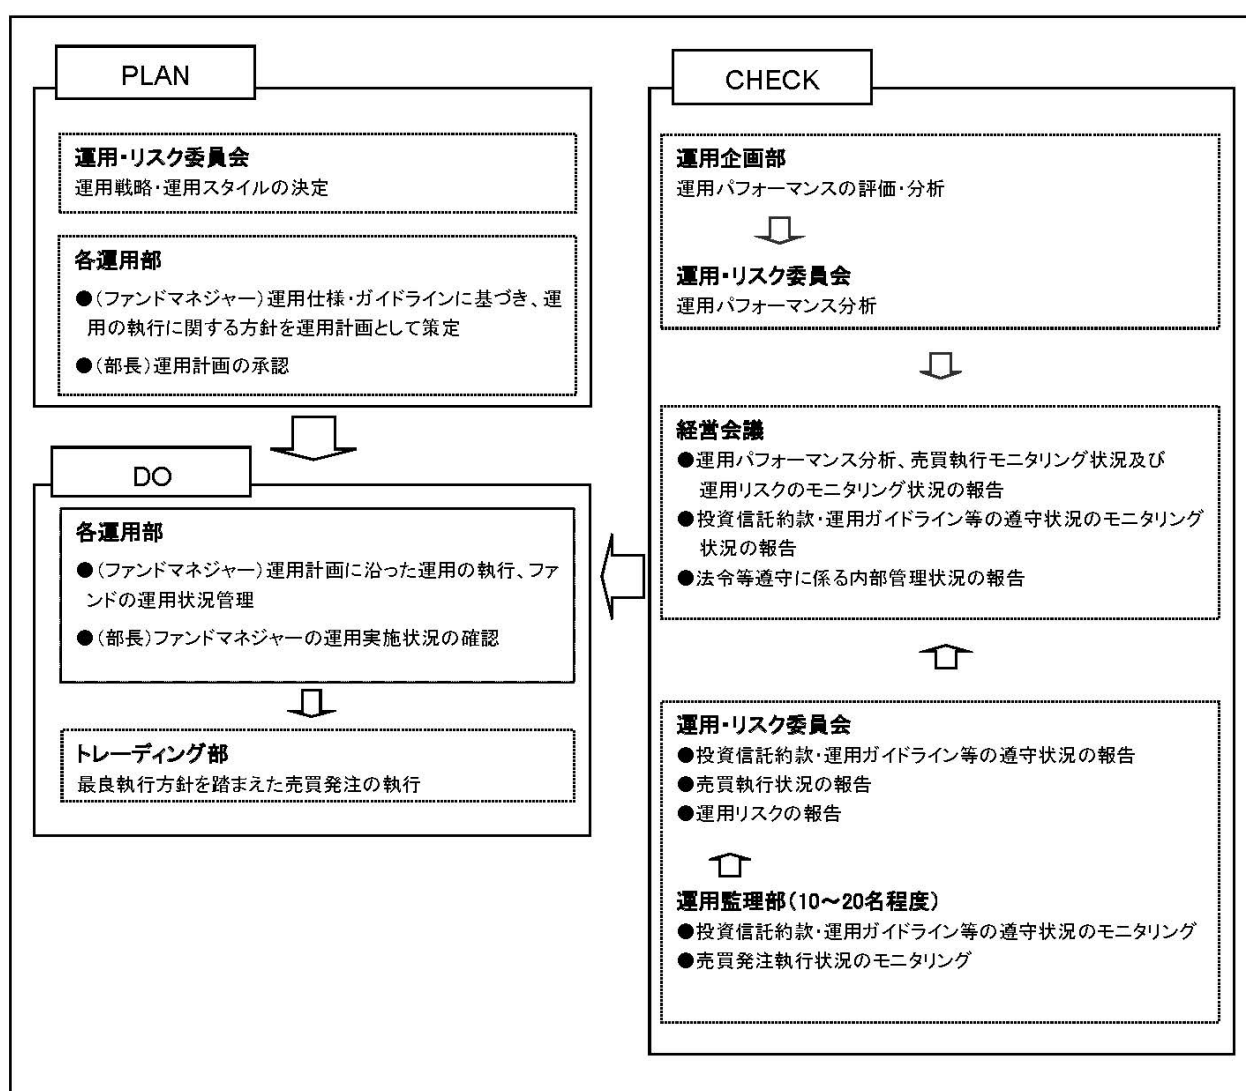 PLAN
運用・リスク委員会
運用戦略・運用スタイルの決定
各運用部
●(ファンドマネジャー)運用仕様・ガイドラインに基づき、運
用の執行に関する方針を運用計画として策定
●(部長)運用計画の承認
DO
各運用部
●(ファンドマネジャー)運用計画に沿った運用の執行、ファ
ンドの運用状況管理
●(部長)ファンドマネジャーの運用実施状況の確認
トレーディング部
最良執行方針を踏まえた売買発注の執行
CHECK
運用企画部
運用パフォーマンスの評価・分析
運用・リスク委員会
運用パフォーマンス分析
経営会議
●運用パフォーマンス分析、売買執行モニタリング状況及び
運用リスクのモニタリング状況の報告
●投資信託約款・運用ガイドライン等の遵守状況のモニタリング
状況の報告
●法令等遵守に係る内部管理状況の報告
運用・リスク委員会
●投資信託約款・運用ガイドライン等の遵守状況の報告
●売買執行状況の報告
●運用リスクの報告
運用監理部(10～20名程度)
●投資信託約款・運用ガイドライン等の遵守状況のモニタリング
●売買発注執行状況のモニタリング